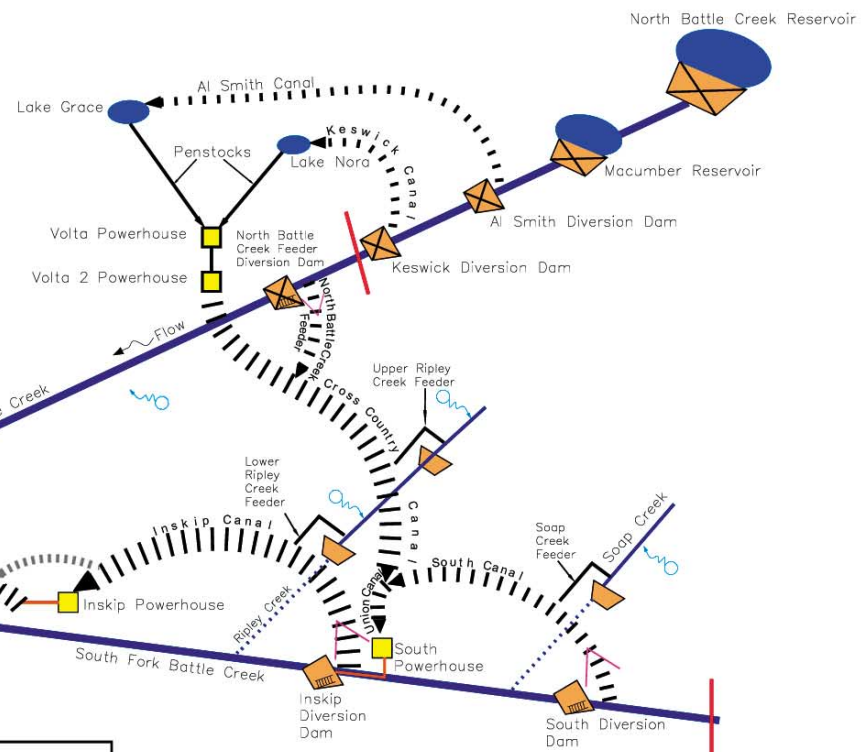 North Battle Creek Reservoir
Al Smith Canal
Lake Grace
Keswick Canal
Penstocks
Lake Nora
Macumber Reservoir
Al Smith Diversion Dam
Volta Powerhouse
North Battle
Creek Feeder
Diversion Dam
Keswick Diversion Dam
Volta 2 Powerhouse
North Battle Creek
Feeder
Flow
Upper Ripley
Creek Feeder
Creek
Cross Country
Canal
Lower
Ripley
Creek
Feeder
Inskip Canal
Soap
Creek
Feeder
Soap Creek
South Canal
Union Canal
Inskip Powerhouse
Ripley Creek
South
Powerhouse
South Fork Battle Creek
Inskip
Diversion
Dam
South Diversion
Dam